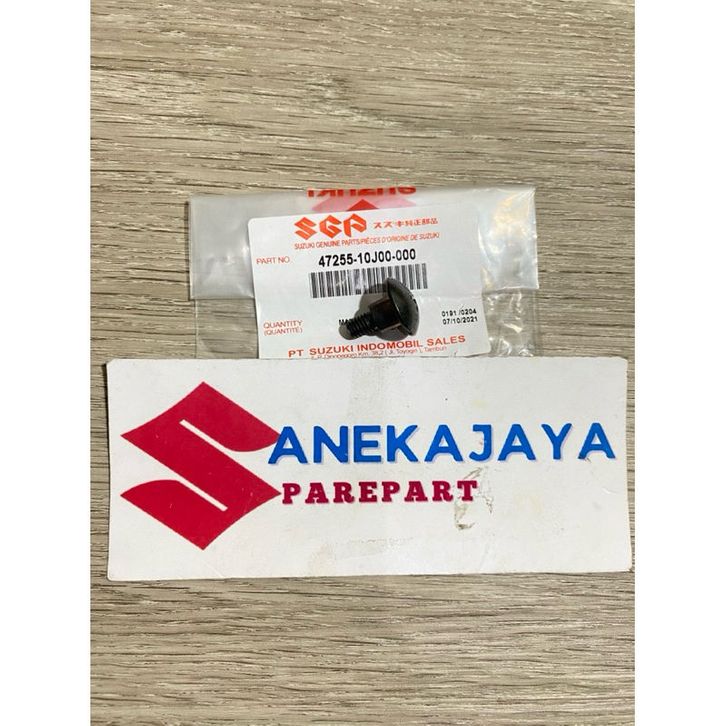 SUZUKI
SGP スズキ純正部品
SUZUKI GENUINE PARTS/PIÈCES D'ORIGINE DE SUZUKI
PART NO. 47255-10J00-000
QUANTITY
(QUANTITÉ)
0191 /0204
07/10/2021
PT SUZUKI INDOMOBIL SALES
ANEKAJAYA
PAREPART